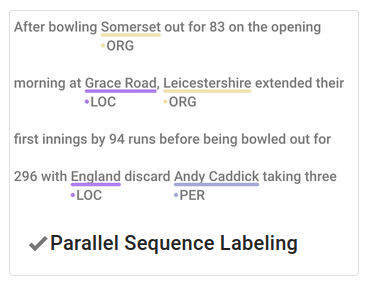 After bowling Somerset out for 83 on the opening
ORG
morning at Grace Road, Leicestershire extended their
LOC ORG
first innings by 94 runs before being bowled out for
296 with England discard Andy Caddick taking three
LOC PER
Parallel Sequence Labeling